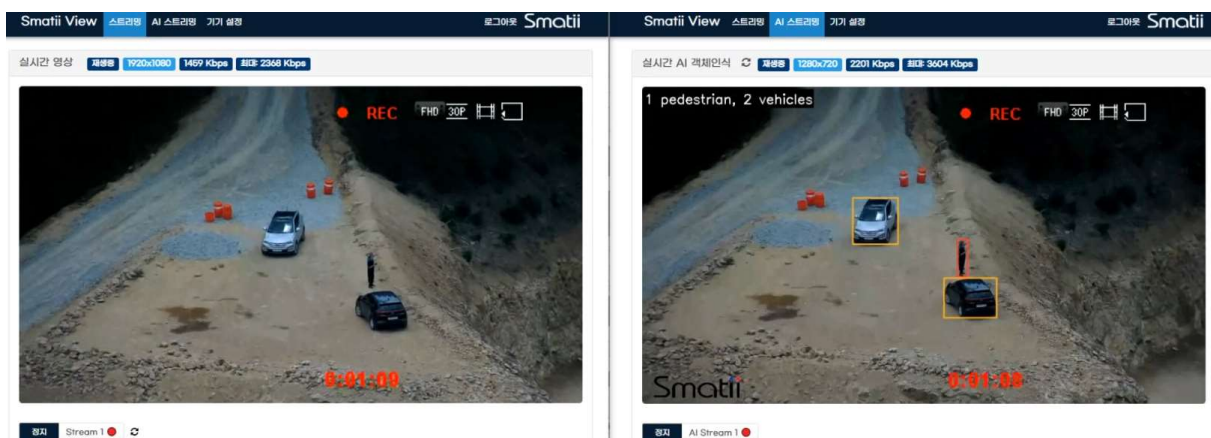 Smatii View 스트리밍 AI 스트리밍 기기 설정 로그아웃 Smatii
실시간 영상 재생중 1920x1080 1459 Kbps 최대: 2368 Kbps
REC FHD 30P
0:01:09
정지 Stream 1
Smatii View 스트리밍 AI 스트리밍 기기 설정 로그아웃 Smatii
실시간 AI 객체인식 재생중 1280x720 2201 Kbps 최대: 3604 Kbps
1 pedestrian, 2 vehicles
REC FHD 30P
Smatii 0:01:08
정지 AI Stream 1